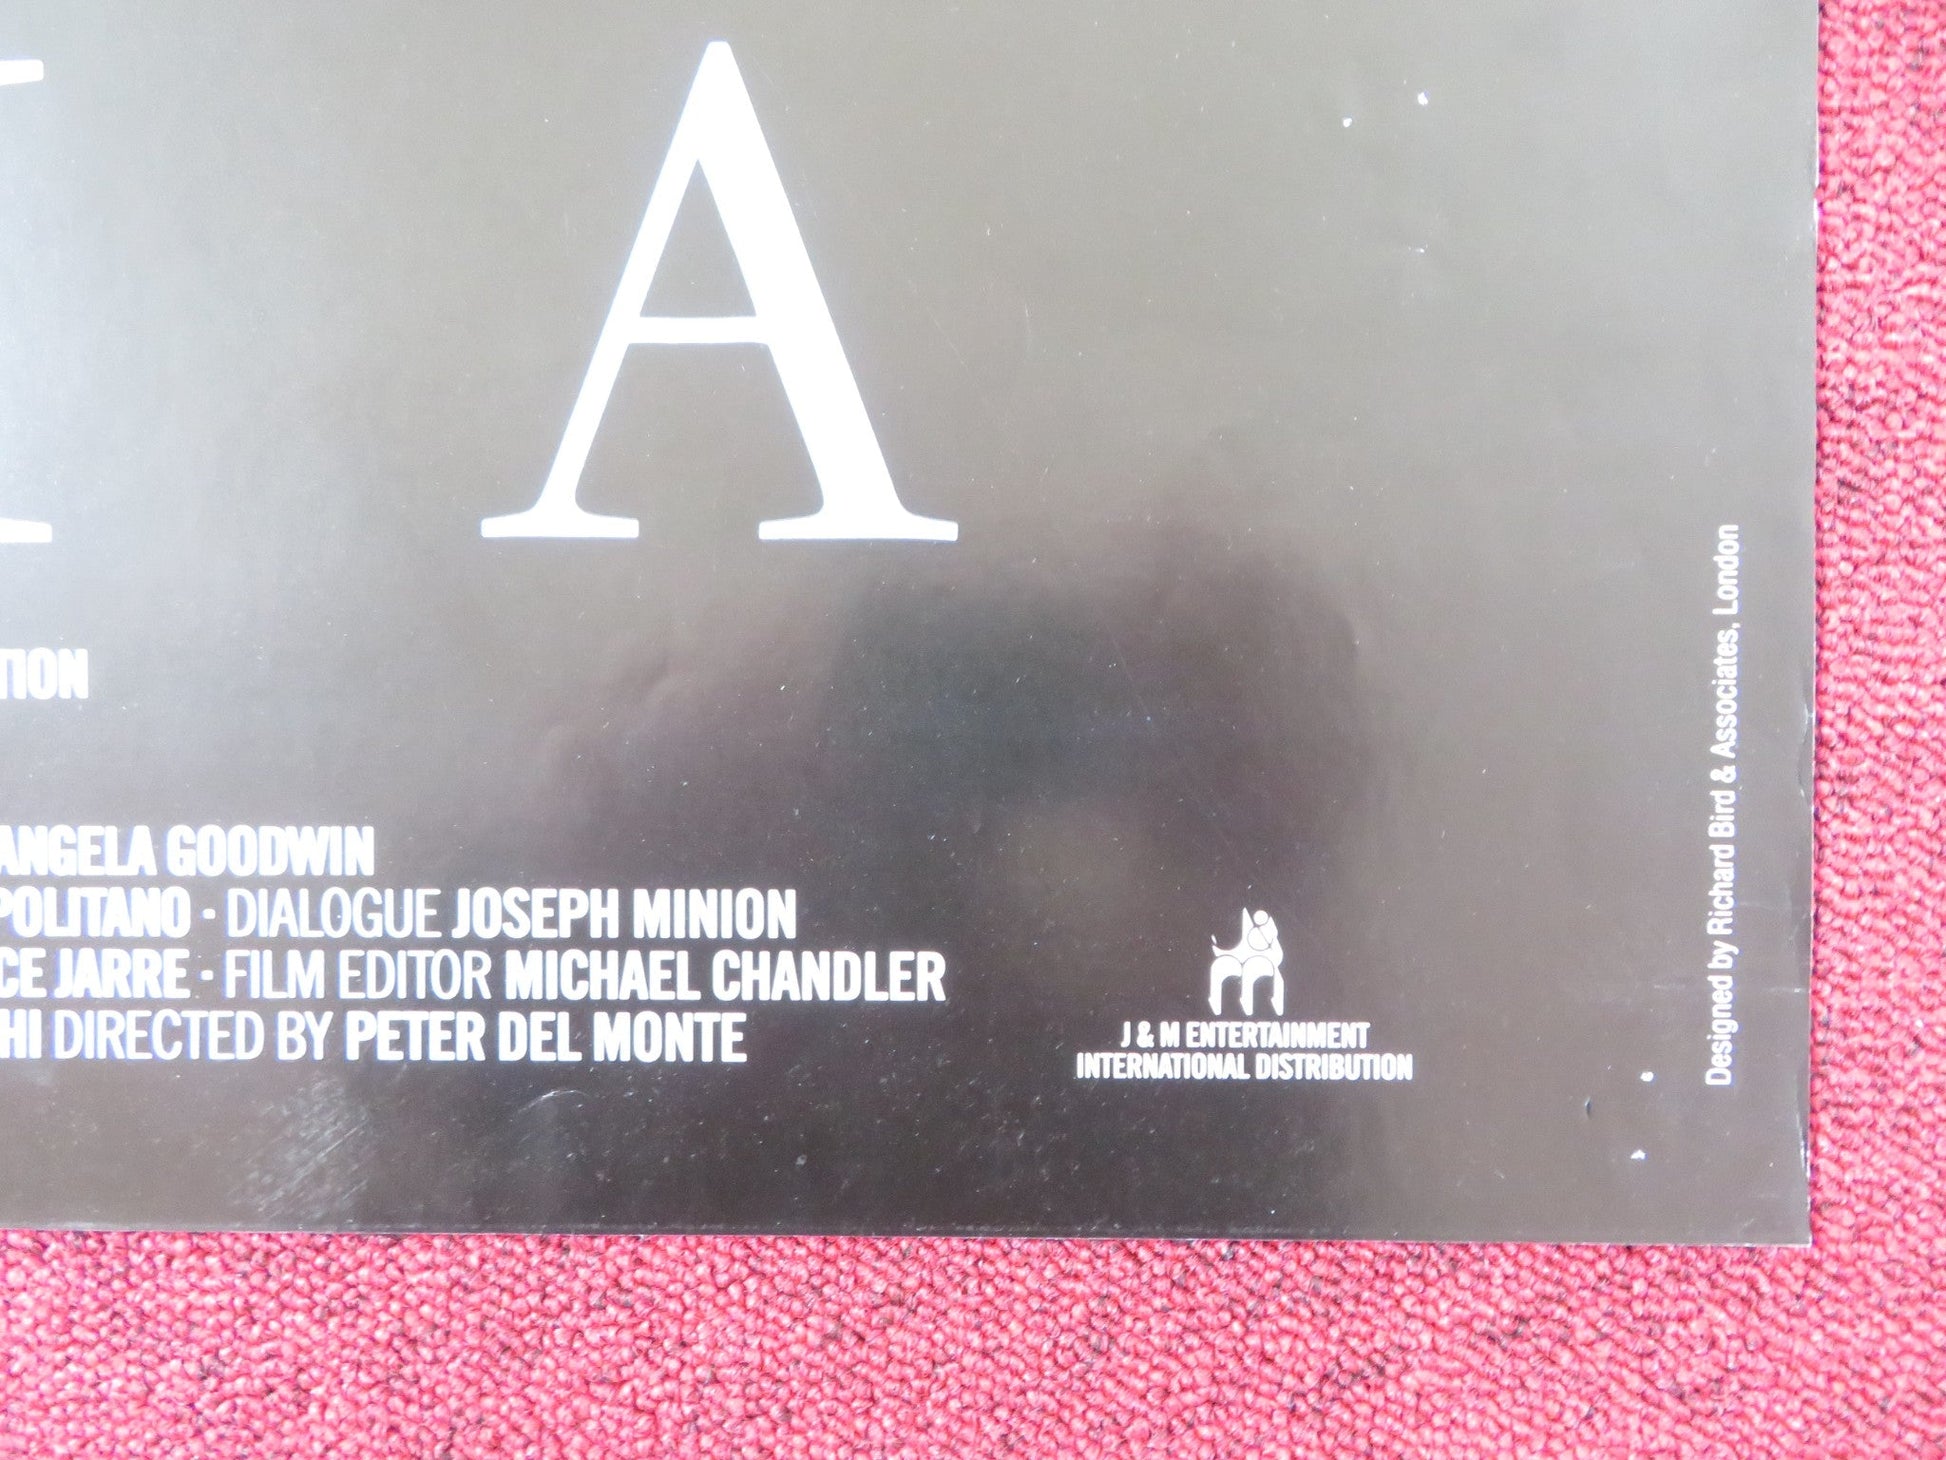 A
TION
ANGELA GOODWIN
POLITANO - DIALOGUE JOSEPH MINION
CE JARRE - FILM EDITOR MICHAEL CHANDLER
HI DIRECTED BY PETER DEL MONTE
J & M ENTERTAINMENT
INTERNATIONAL DISTRIBUTION
Designed by Richard Bird & Associates, London